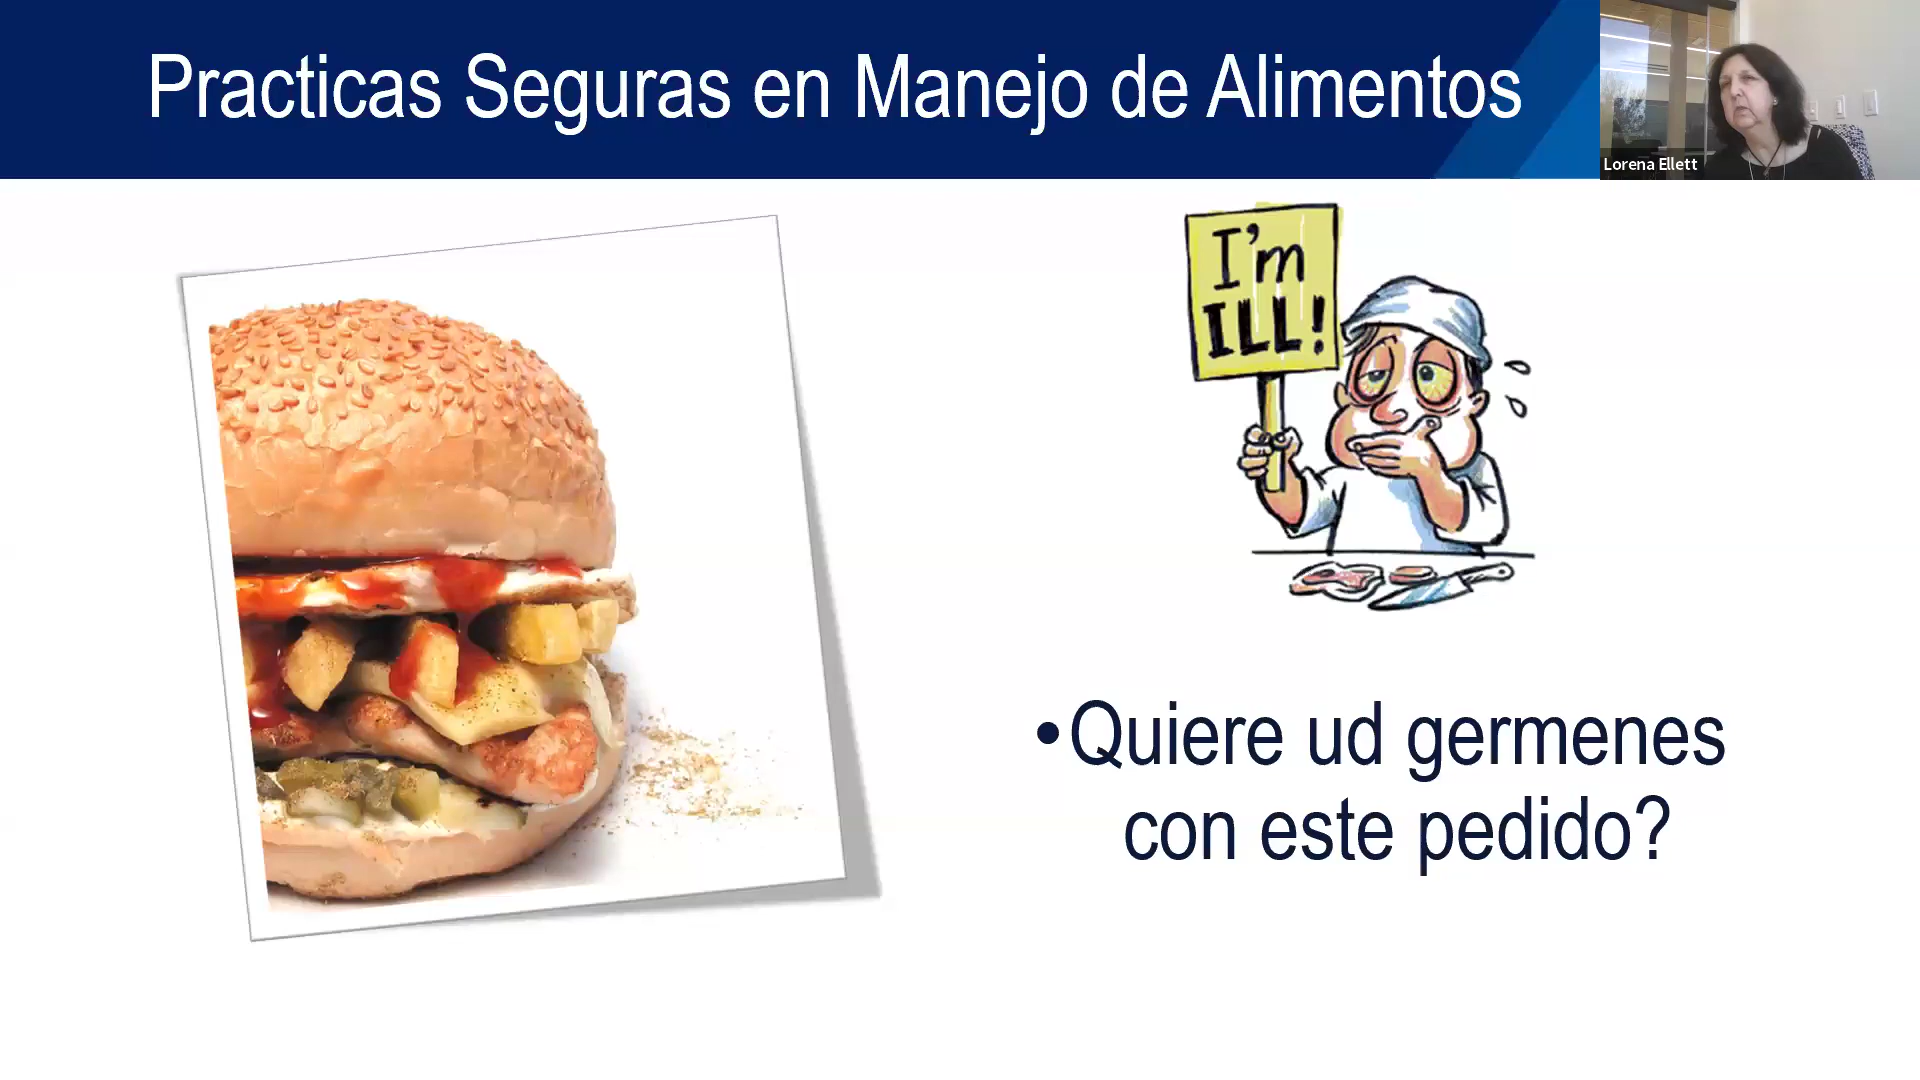 Practicas Seguras en Manejo de Alimentos
Lorena Ellett
I'm
ILL!
•Quiere ud germenes
con este pedido?